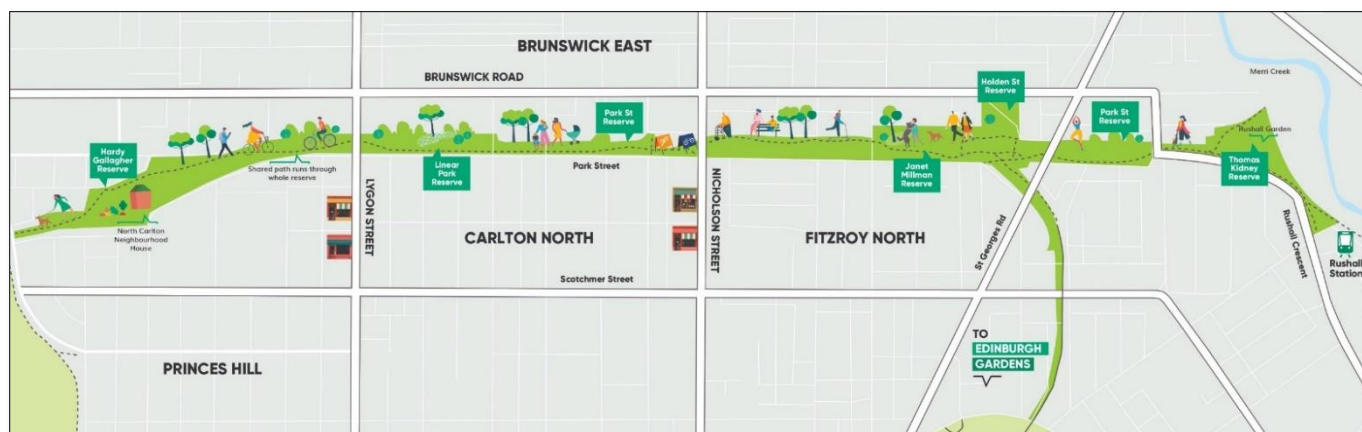 BRUNSWICK EAST
BRUNSWICK ROAD
Hardy
Gallagher
Reserve
Shared path runs through
whole reserve
North Carlton
Neighbourhood
House
PRINCES HILL
LYGON STREET
Linear
Park
Reserve
Park St
Reserve
Park Street
CARLTON NORTH
Scotchmer Street
NICHOLSON STREET
Janet
Millman
Reserve
Holden St
Reserve
FITZROY NORTH
St Georges Rd
Park St
Reserve
Merri Creek
Rushall Garden
Thomas
Kidney
Reserve
Rushall Crescent
Rushall
Station
TO
EDINBURGH
GARDENS